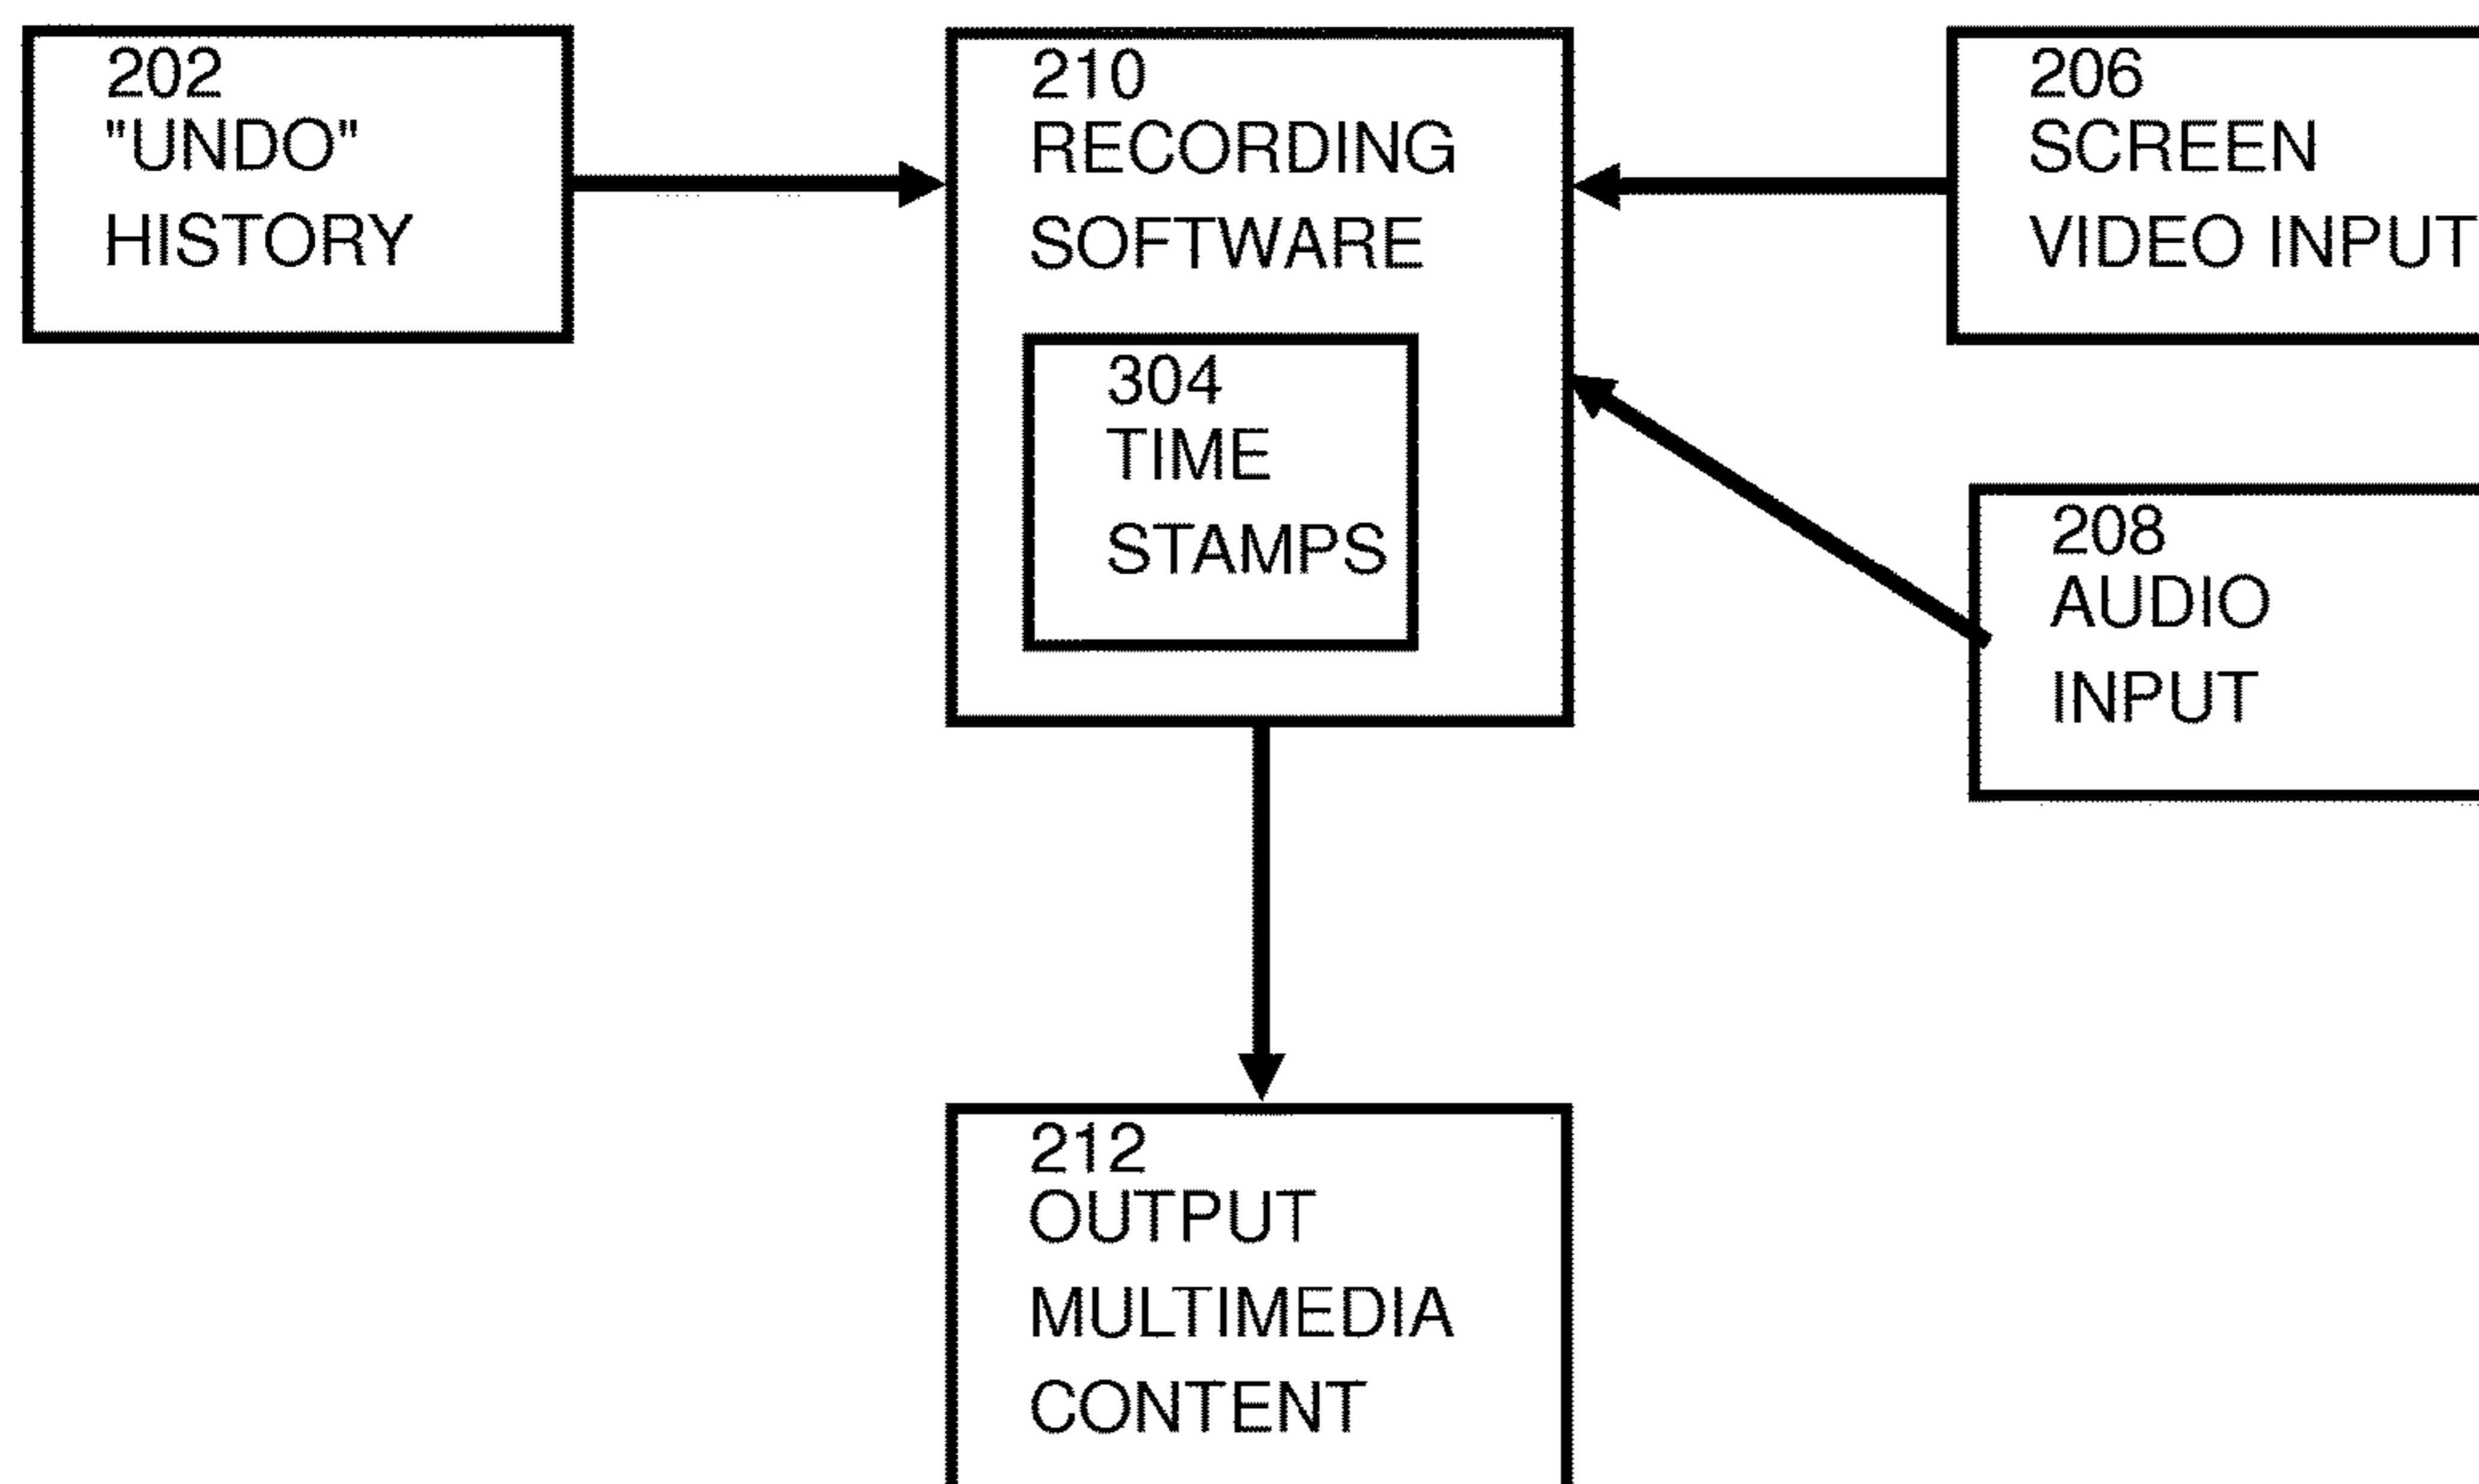 202
"UNDO"
HISTORY
210
RECORDING
SOFTWARE
304
TIME
STAMPS
206
SCREEN
VIDEO INPUT
208
AUDIO
INPUT
212
OUTPUT
MULTIMEDIA
CONTENT